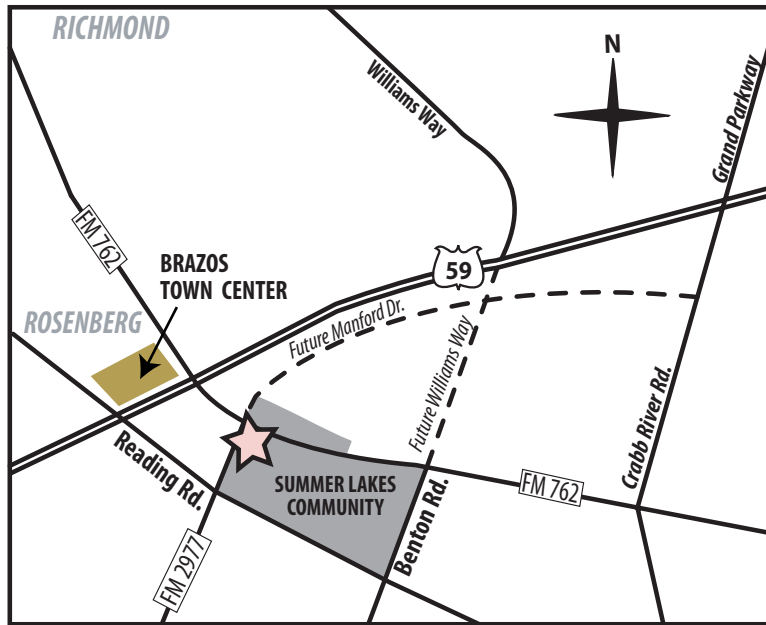 RICHMOND
N
Williams Way
Grand Parkway
FM 762
BRAZOS
TOWN CENTER
59
ROSENBERG
Future Manford Dr.
Future Williams Way
Reading Rd.
SUMMER LAKES
COMMUNITY
Benton Rd.
FM 762
Crabb River Rd.
FM 2977